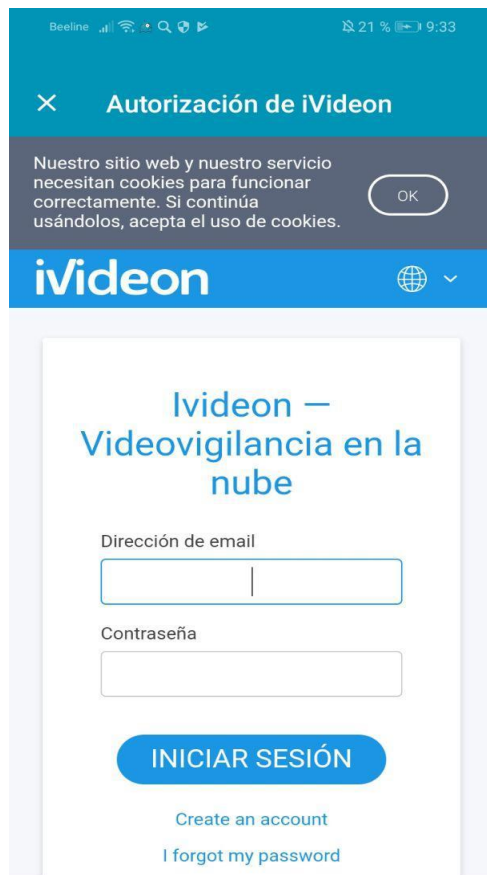 Beeline 21 % 9:33
Autorización de iVideon
Nuestro sitio web y nuestro servicio
necesitan cookies para funcionar
correctamente. Si continúa
usándolos, acepta el uso de cookies.
OK
iVideon
Ivideon —
Videovigilancia en la
nube
Dirección de email
Contraseña
INICIAR SESIÓN
Create an account
I forgot my password